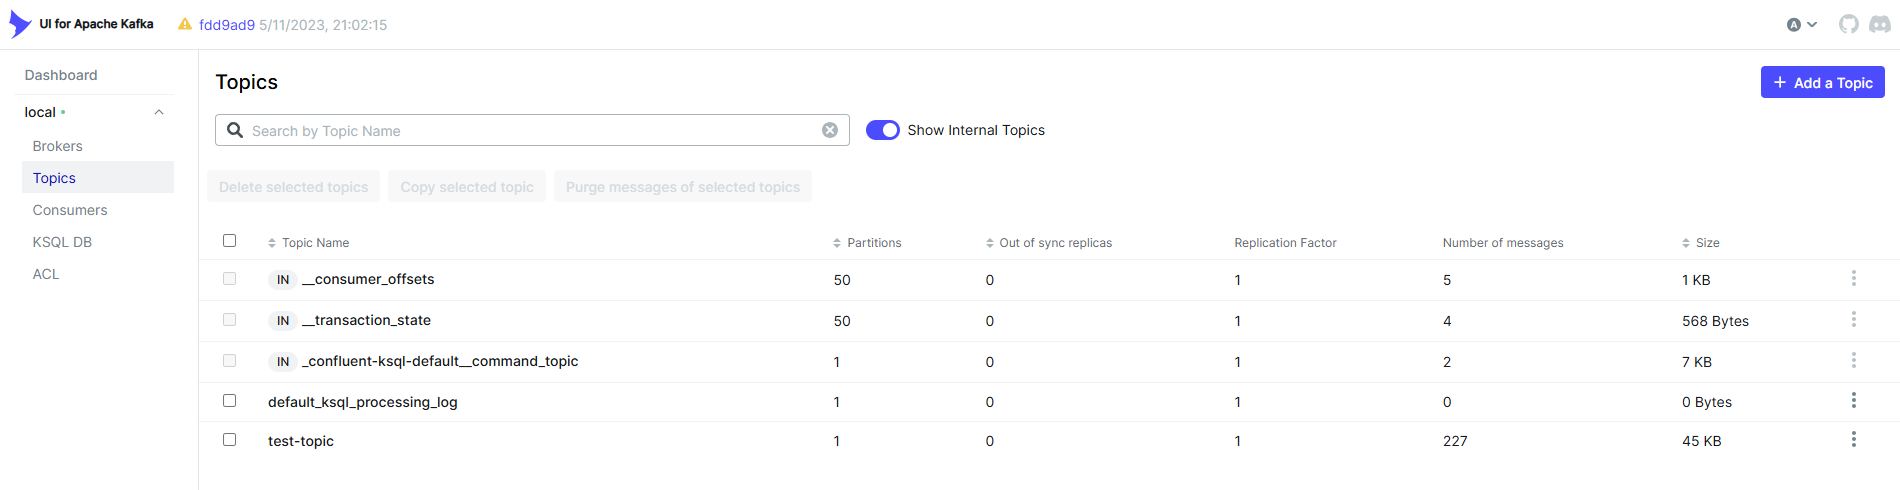 UI for Apache Kafka fdd9ad9 5/11/2023, 21:02:15 A
Dashboard
local
Brokers
Topics
Consumers
KSQL DB
ACL
Topics
+ Add a Topic
Search by Topic Name
Show Internal Topics
Delete selected topics Copy selected topic Purge messages of selected topics
Topic Name Partitions Out of sync replicas Replication Factor Number of messages Size
IN __consumer_offsets 50 0 1 5 1 KB
IN __transaction_state 50 0 1 4 568 Bytes
IN _confluent-ksql-default__command_topic 1 0 1 2 7 KB
default_ksql_processing_log 1 0 1 0 0 Bytes
test-topic 1 0 1 227 45 KB